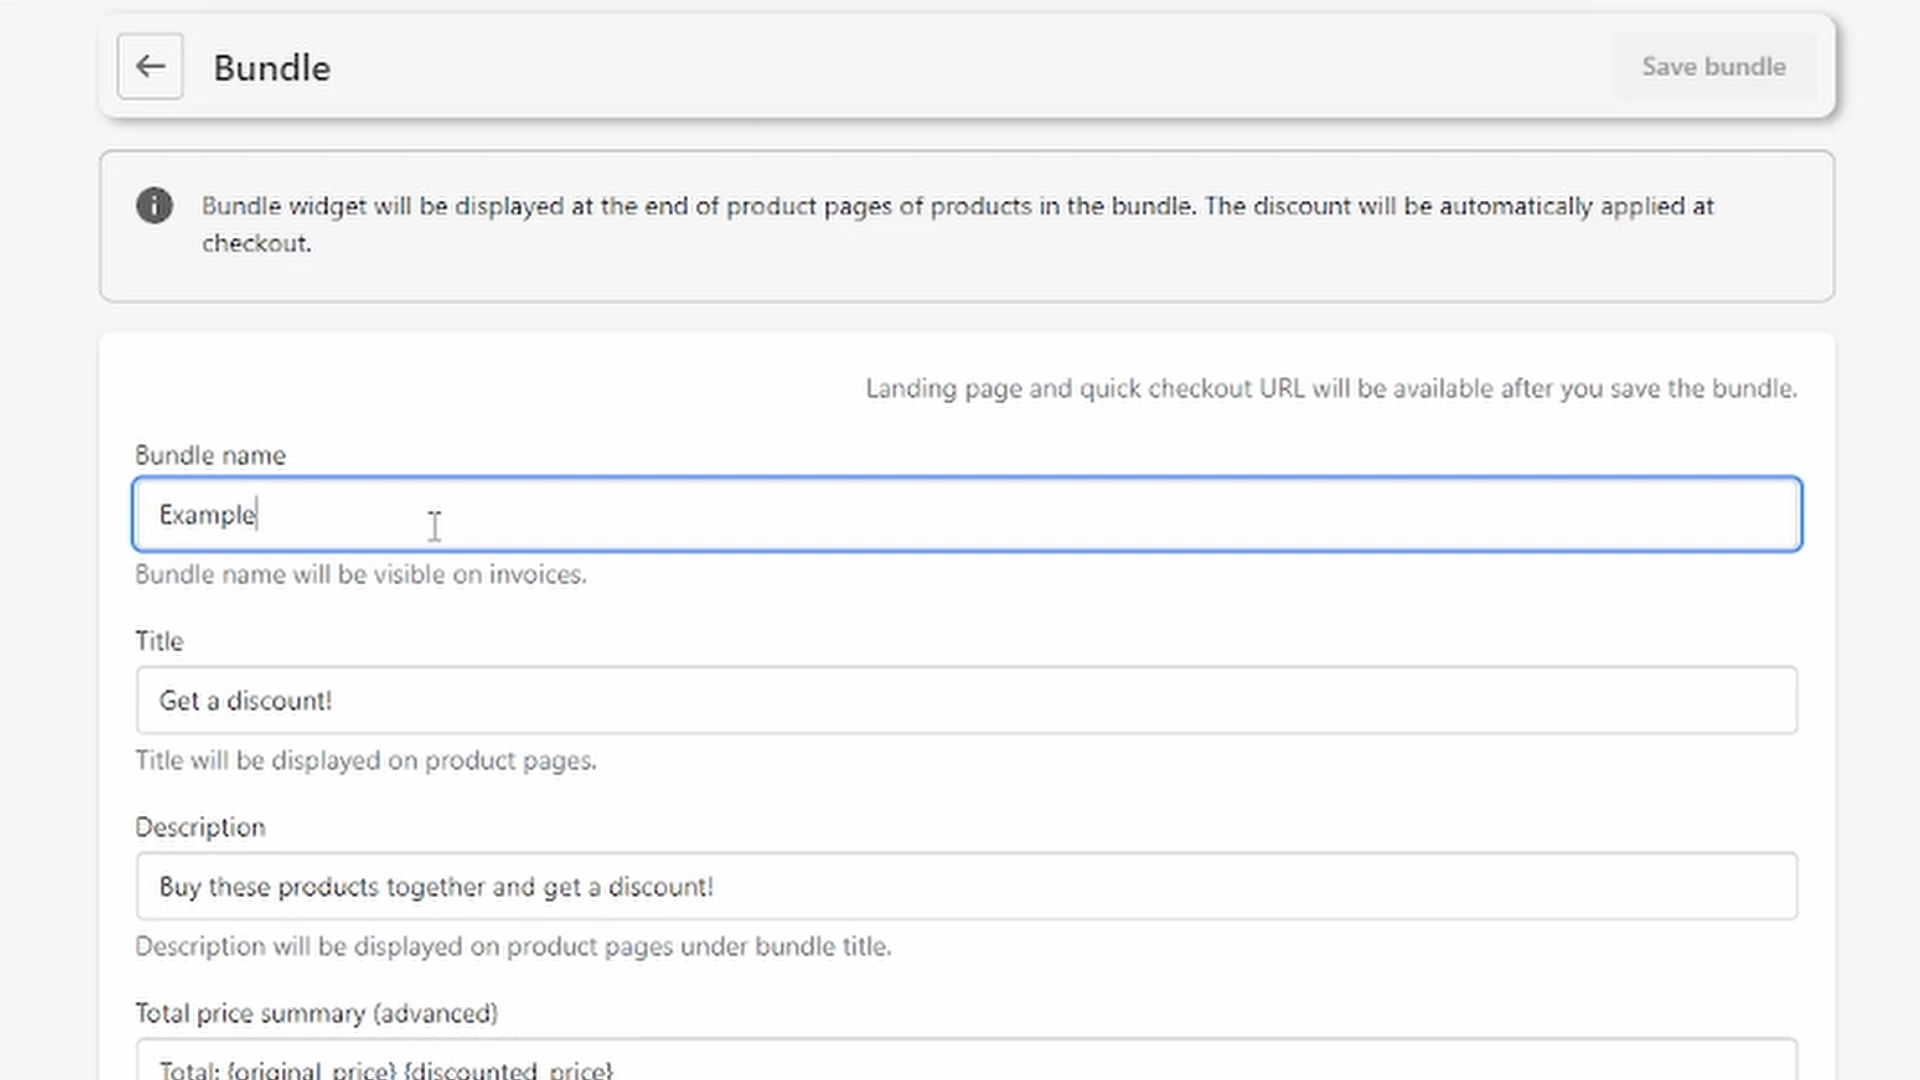 Bundle
Save bundle
Bundle widget will be displayed at the end of product pages of products in the bundle. The discount will be automatically applied at
checkout.
Landing page and quick checkout URL will be available after you save the bundle.
Bundle name
Example
Bundle name will be visible on invoices.
Title
Get a discount!
Title will be displayed on product pages.
Description
Buy these products together and get a discount!
Description will be displayed on product pages under bundle title.
Total price summary (advanced)
Total: {original_price} {discounted_price}